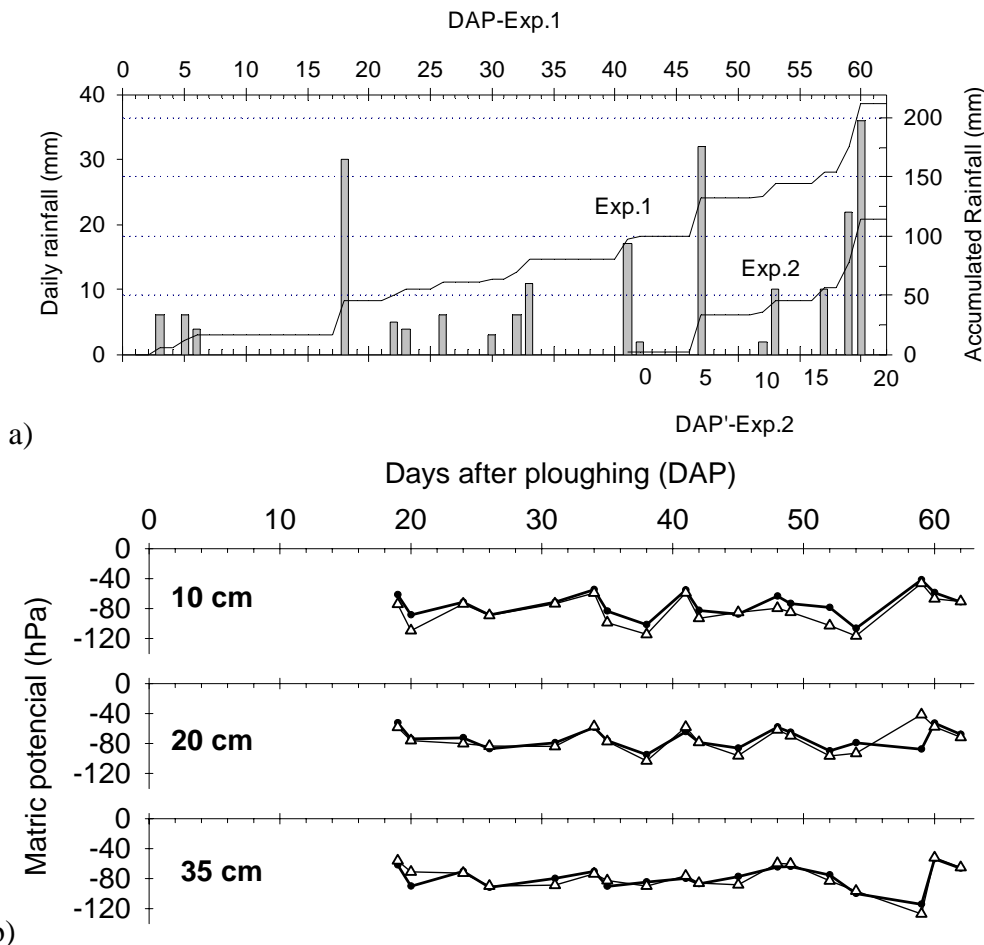 DAP-Exp.1
0 5 10 15 20 25 30 35 40 45 50 55 60
40
30
20
10
0
Daily rainfall (mm)
200
150
100
50
0
Accumulated Rainfall (mm)
Exp.1
Exp.2
0 5 10 15 20
DAP'-Exp.2
a)
Days after ploughing (DAP)
0 10 20 30 40 50 60
Matric potencial (hPa)
0
-40
-80
-120
10 cm
0
-40
-80
-120
20 cm
0
-40
-80
-120
35 cm
)